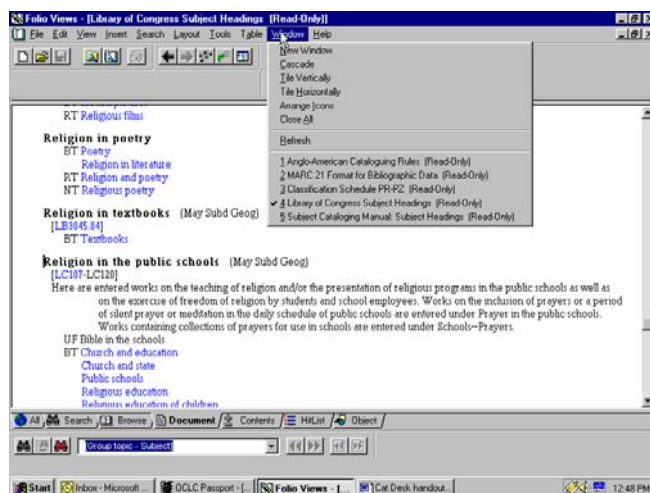 Folio Views - [Library of Congress Subject Headings (Read-Only)]
File Edit View Insert Search Layout Tools Table Window Help
New Window
Cascade
Tile Vertically
Tile Horizontally
Arrange Icons
Close All
Refresh
1 Anglo-American Cataloguing Rules (Read-Only)
2 MARC 21 Format for Bibliographic Data (Read-Only)
3 Classification Schedule PR-PZ (Read-Only)
✓ 4 Library of Congress Subject Headings (Read-Only)
5 Subject Cataloging Manual: Subject Headings (Read-Only)
RT Religious films
Religion in poetry
BT Poetry
Religion in literature
RT Religion and poetry
NT Religious poetry
Religion in textbooks (May Subd Geog)
[LB3045.84]
BT Textbooks
Religion in the public schools (May Subd Geog)
[LC107-LC120]
Here are entered works on the teaching of religion and/or the presentation of religious programs in the public schools as well as
on the exercise of freedom of religion by students and school employees. Works on the inclusion of prayers or a period
of silent prayer or meditation in the daily schedule of public schools are entered under Prayer in the public schools.
Works containing collections of prayers for use in schools are entered under Schools--Prayers.
UF Bible in the schools
BT Church and education
Church and state
Public schools
Religious education
Religious education of children
All Search Browse Document Contents HitList Object
'Group topic - Subject'
Start Inbox - Microsoft ... OCLC Passport - [... Folio Views - [... Cat Desk handout... 12:48 PM